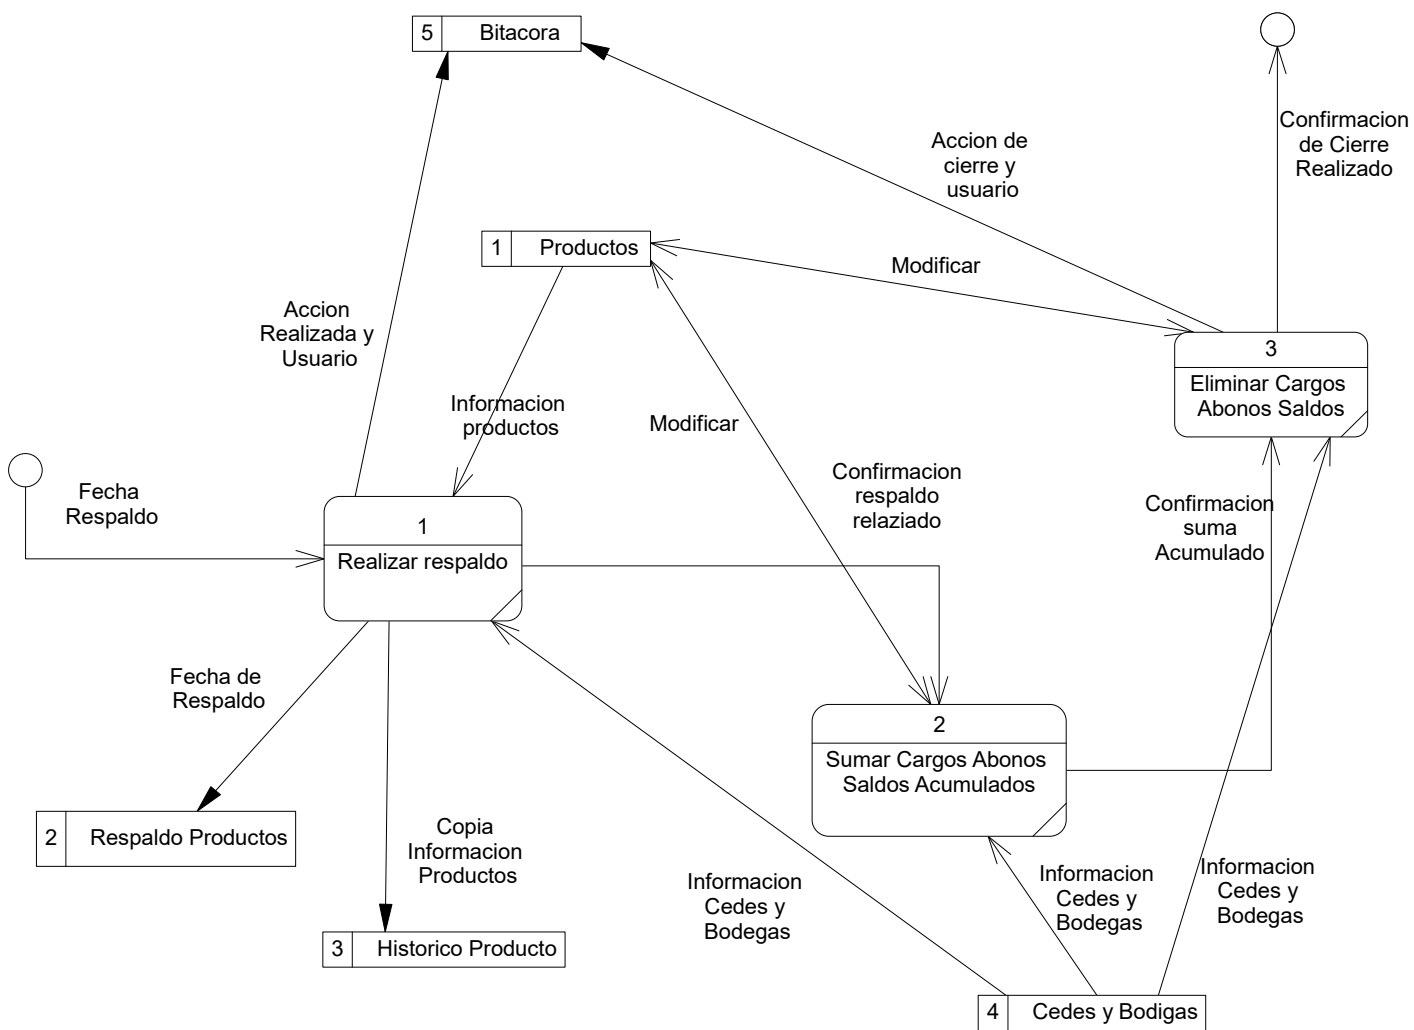 5 Bitacora
Confirmacion
de Cierre
Realizado
Accion de
cierre y
usuario
1 Productos
Modificar
Accion
Realizada y
Usuario
3
Eliminar Cargos
Abonos Saldos
Informacion
productos
Modificar
Fecha
Respaldo
Confirmacion
respaldo
relaziado
Confirmacion
suma
Acumulado
1
Realizar respaldo
Fecha de
Respaldo
2
Sumar Cargos Abonos
Saldos Acumulados
2 Respaldo Productos
Copia
Informacion
Productos
Informacion
Cedes y
Bodegas
Informacion
Cedes y
Bodegas
Informacion
Cedes y
Bodegas
3 Historico Producto
4 Cedes y Bodigas